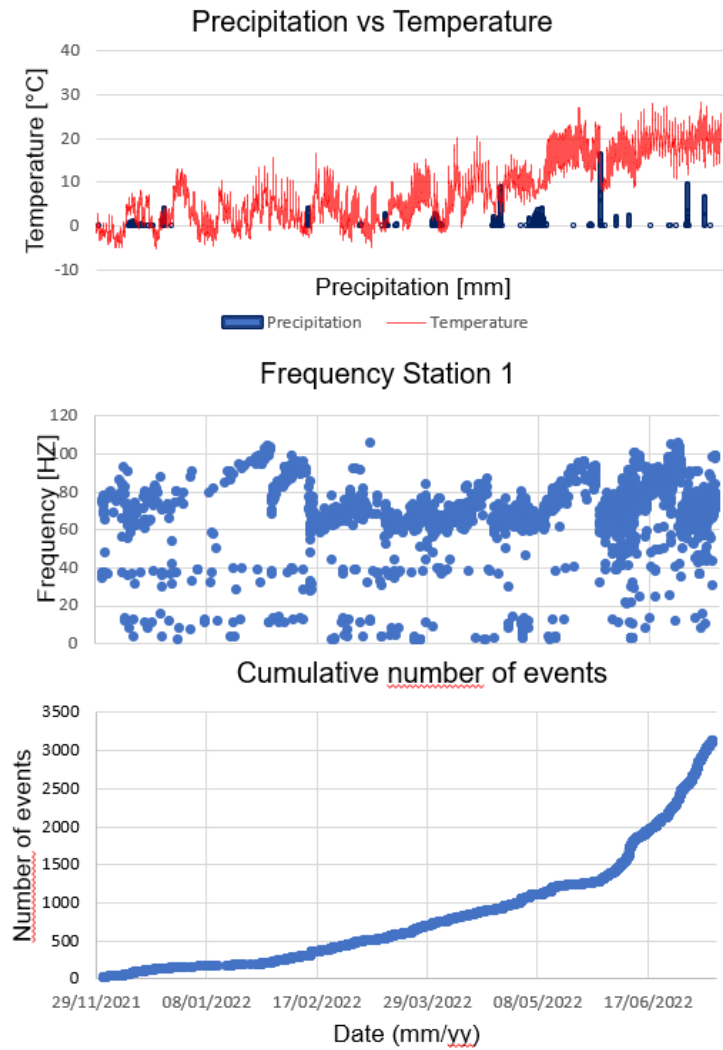 Precipitation vs Temperature
40
30
20
10
0
-10
Temperature [°C]
Precipitation [mm]
Precipitation Temperature
Frequency Station 1
120
100
80
60
40
20
0
Frequency [HZ]
Cumulative number of events
3500
3000
2500
2000
1500
1000
500
0
Number of events
29/11/2021 08/01/2022 17/02/2022 29/03/2022 08/05/2022 17/06/2022
Date (mm/yy)